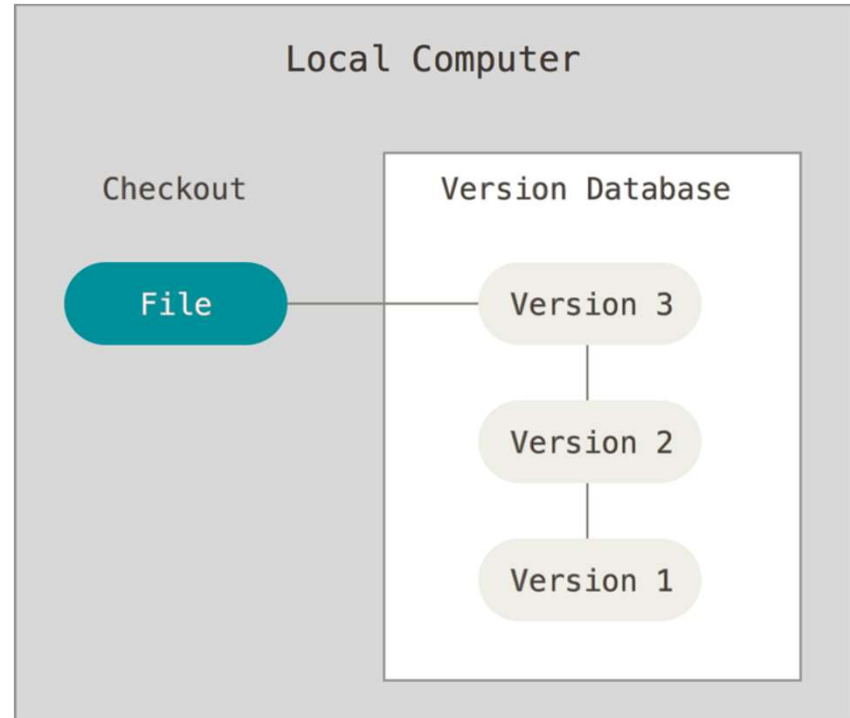 Local Computer
Checkout
Version Database
File
Version 3
Version 2
Version 1